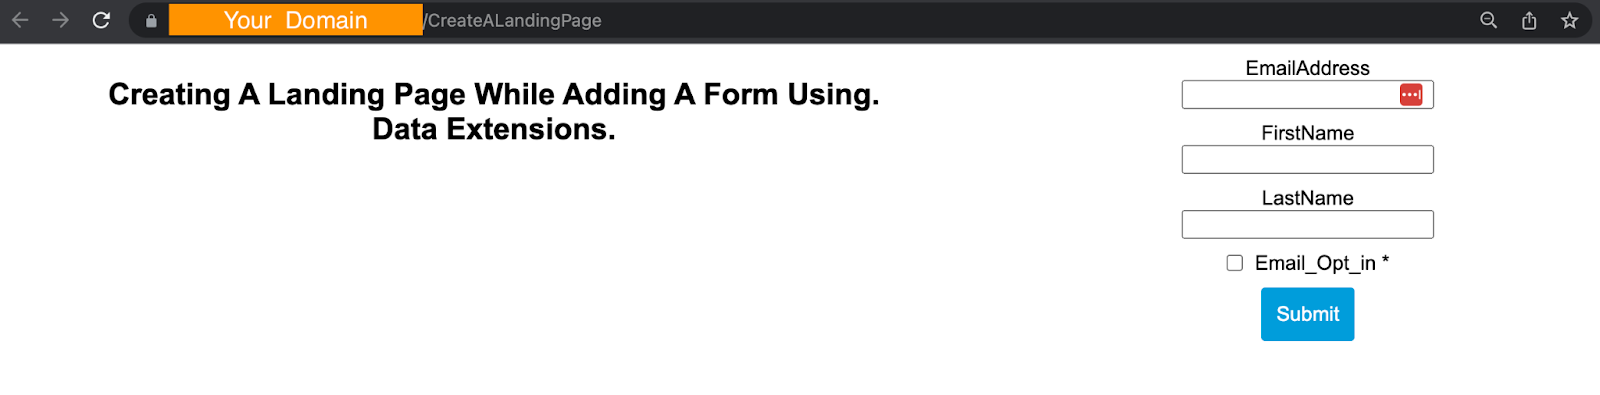 Your Domain /CreateALandingPage
Creating A Landing Page While Adding A Form Using.
Data Extensions.
EmailAddress
FirstName
LastName
Email_Opt_in *
Submit